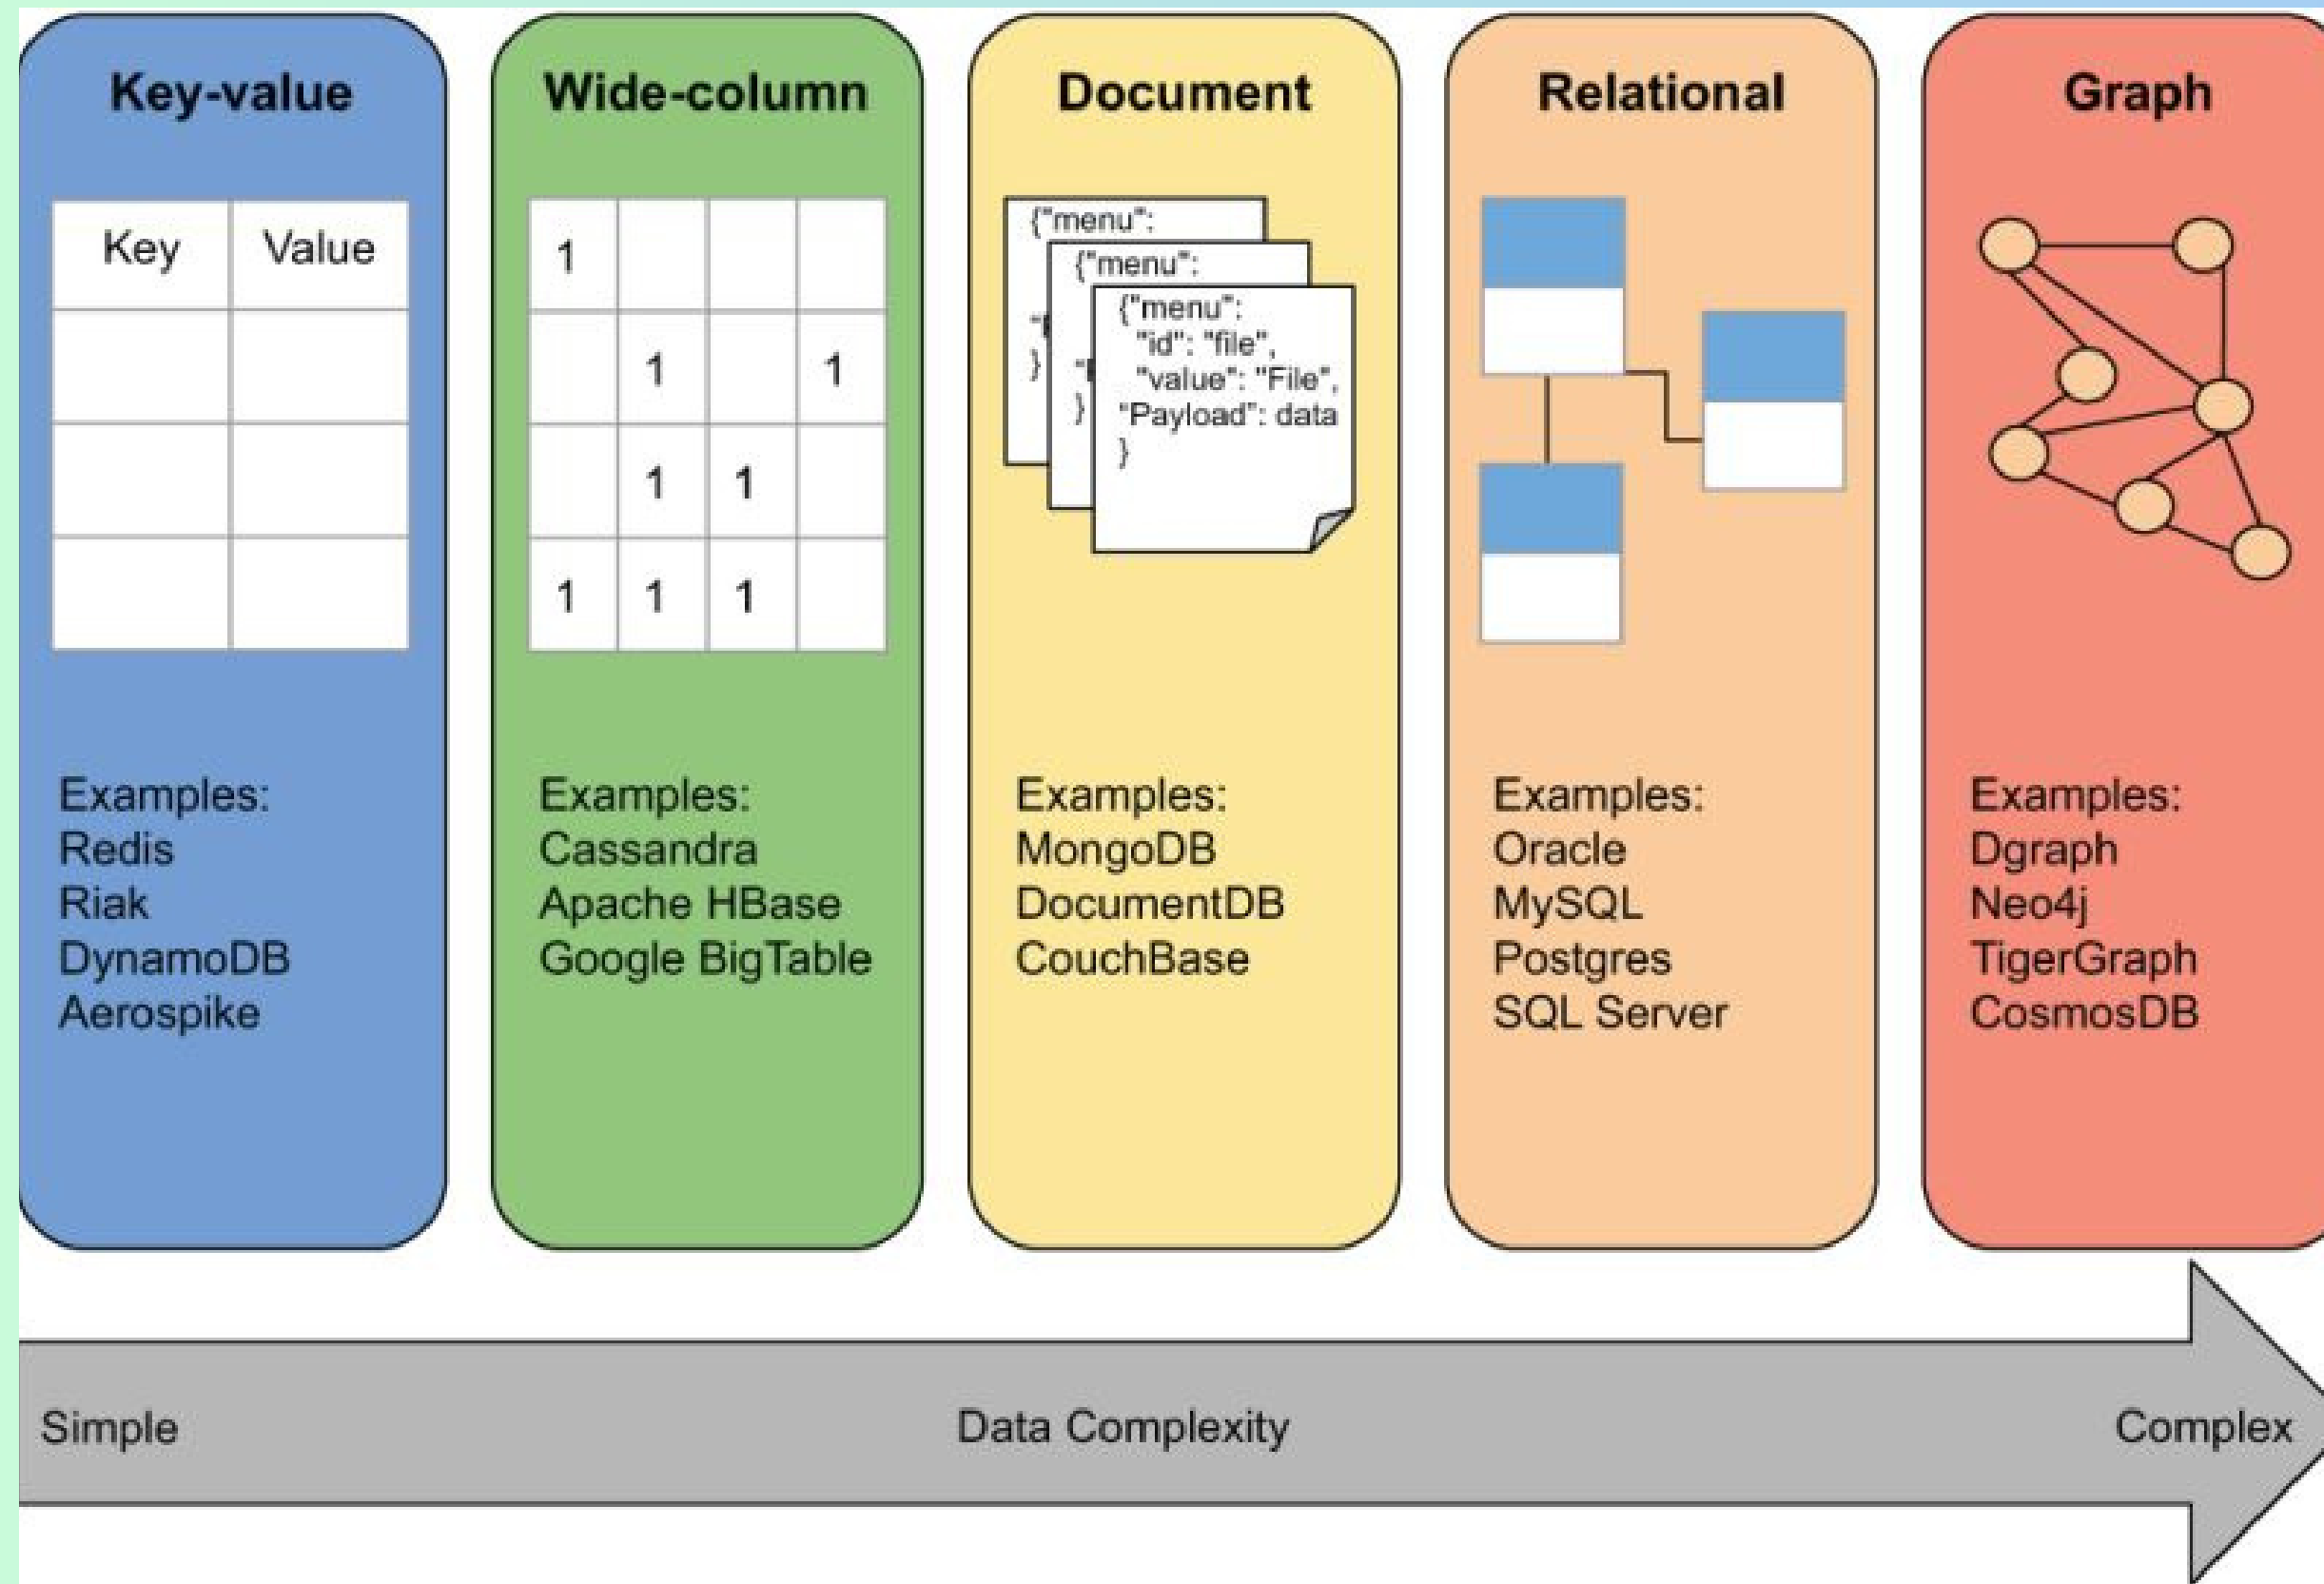 Key-value
Key Value
Examples:
Redis
Riak
DynamoDB
Aerospike
Wide-column
1
1 1
1 1
1 1 1
Examples:
Cassandra
Apache HBase
Google BigTable
Document
{"menu":
}
{"menu":
}
{"menu":
"id": "file",
"value": "File",
"Payload": data
}
Examples:
MongoDB
DocumentDB
CouchBase
Relational
Examples:
Oracle
MySQL
Postgres
SQL Server
Graph
Examples:
Dgraph
Neo4j
TigerGraph
CosmosDB
Simple Data Complexity Complex